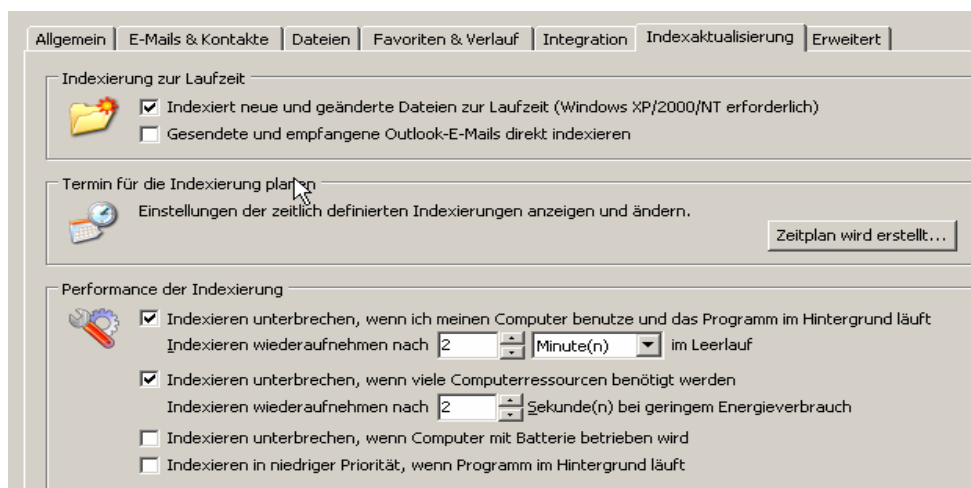 Allgemein E-Mails & Kontakte Dateien Favoriten & Verlauf Integration Indexaktualisierung Erweitert
Indexierung zur Laufzeit
Indexiert neue und geänderte Dateien zur Laufzeit (Windows XP/2000/NT erforderlich)
Gesendete und empfangene Outlook-E-Mails direkt indexieren
Termin für die Indexierung planen
Einstellungen der zeitlich definierten Indexierungen anzeigen und ändern.
Zeitplan wird erstellt...
Performance der Indexierung
Indexieren unterbrechen, wenn ich meinen Computer benutze und das Programm im Hintergrund läuft
Indexieren wiederaufnehmen nach 2 Minute(n) im Leerlauf
Indexieren unterbrechen, wenn viele Computerressourcen benötigt werden
Indexieren wiederaufnehmen nach 2 Sekunde(n) bei geringem Energieverbrauch
Indexieren unterbrechen, wenn Computer mit Batterie betrieben wird
Indexieren in niedriger Priorität, wenn Programm im Hintergrund läuft